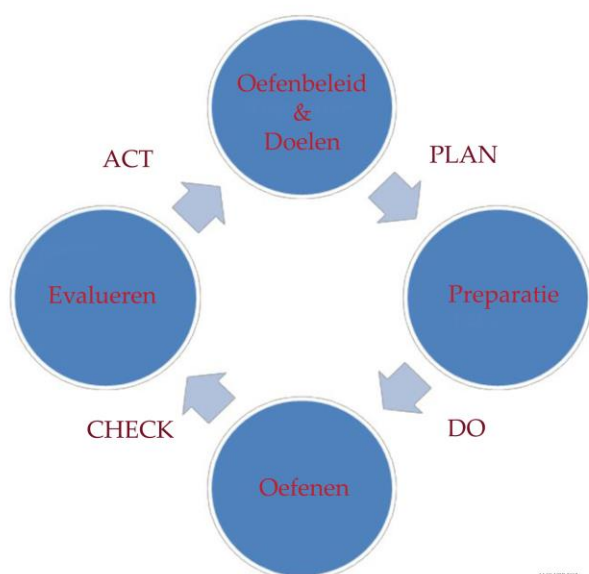 Oefenbeleid
&
Doelen
ACT
PLAN
Evalueren
Preparatie
CHECK
DO
Oefenen